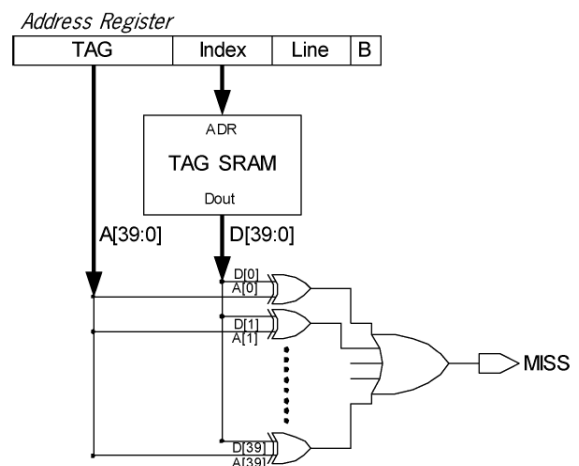 Address Register
TAG Index Line B
ADR
TAG SRAM
Dout
A[39:0] D[39:0]
D[0]
A[0]
D[1]
A[1]
MISS
D[39]
A[39]